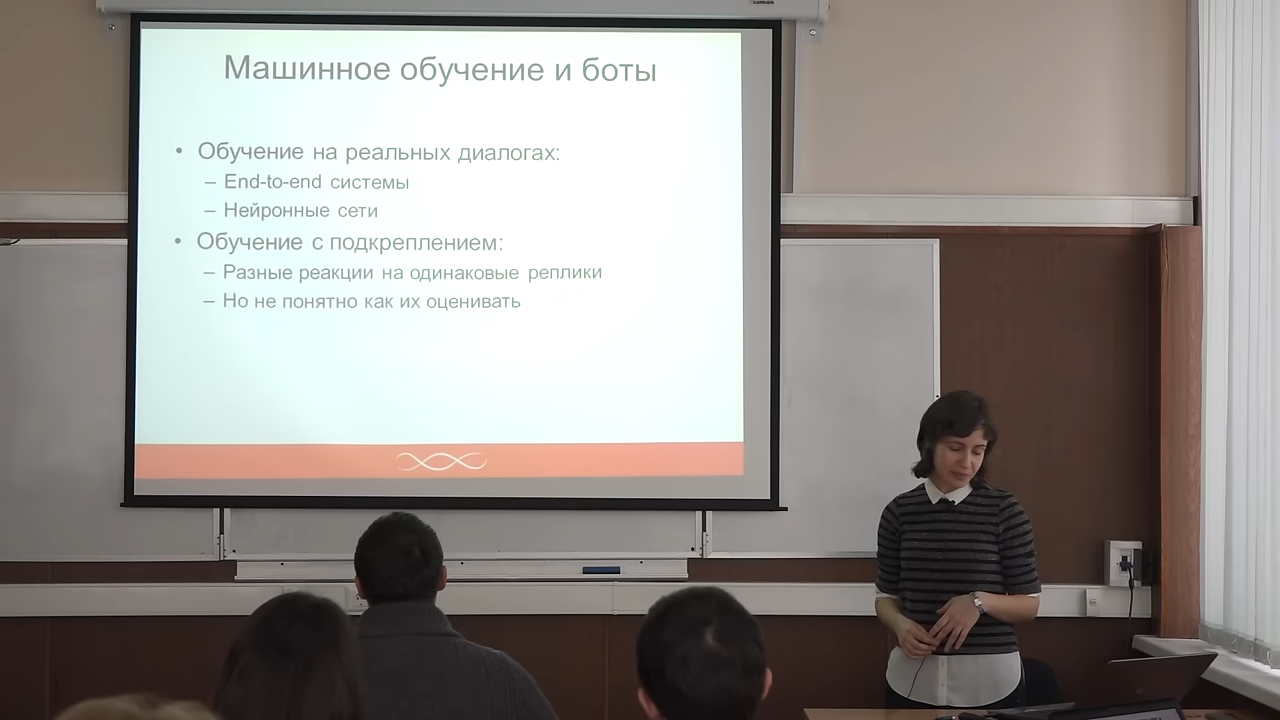 Машинное обучение и боты
• Обучение на реальных диалогах:
– End-to-end системы
– Нейронные сети
• Обучение с подкреплением:
– Разные реакции на одинаковые реплики
– Но не понятно как их оценивать